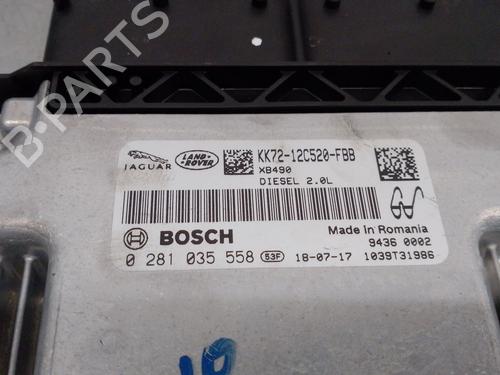 B-PARTS
JAGUAR
LAND-
ROVER
KK72-12C520-FBB
XB490
DIESEL 2.0L
BOSCH
Made in Romania
9436 0002
0 281 035 558 53F 18-07-17 1039T31986